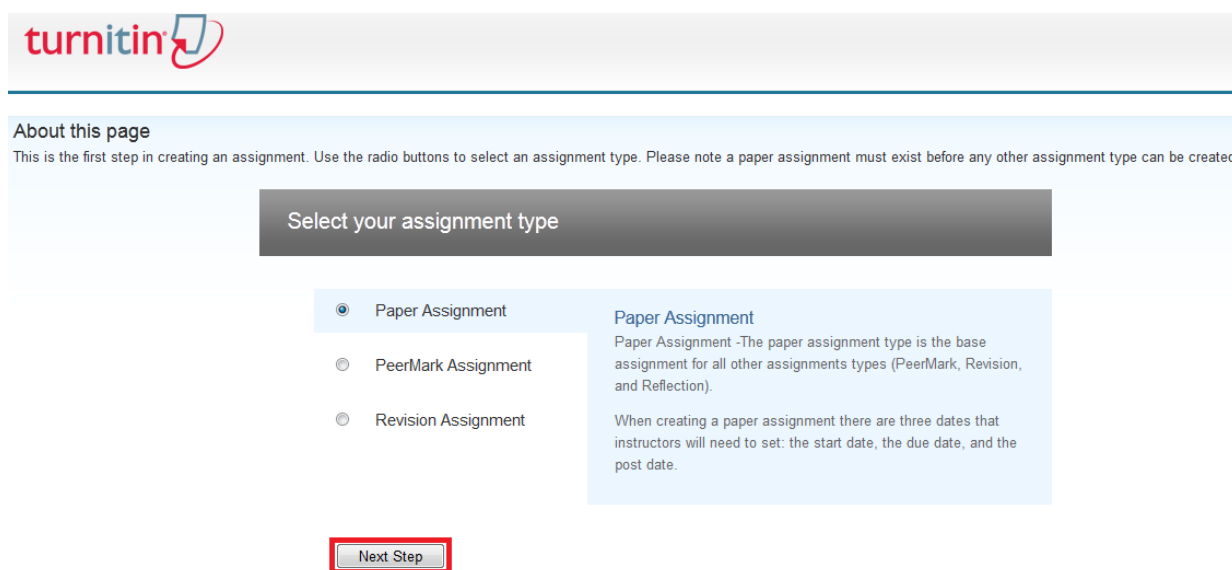 turnitin
About this page
This is the first step in creating an assignment. Use the radio buttons to select an assignment type. Please note a paper assignment must exist before any other assignment type can be created
Select your assignment type
Paper Assignment
PeerMark Assignment
Revision Assignment
Paper Assignment
Paper Assignment -The paper assignment type is the base
assignment for all other assignments types (PeerMark, Revision,
and Reflection).
When creating a paper assignment there are three dates that
instructors will need to set: the start date, the due date, and the
post date.
Next Step